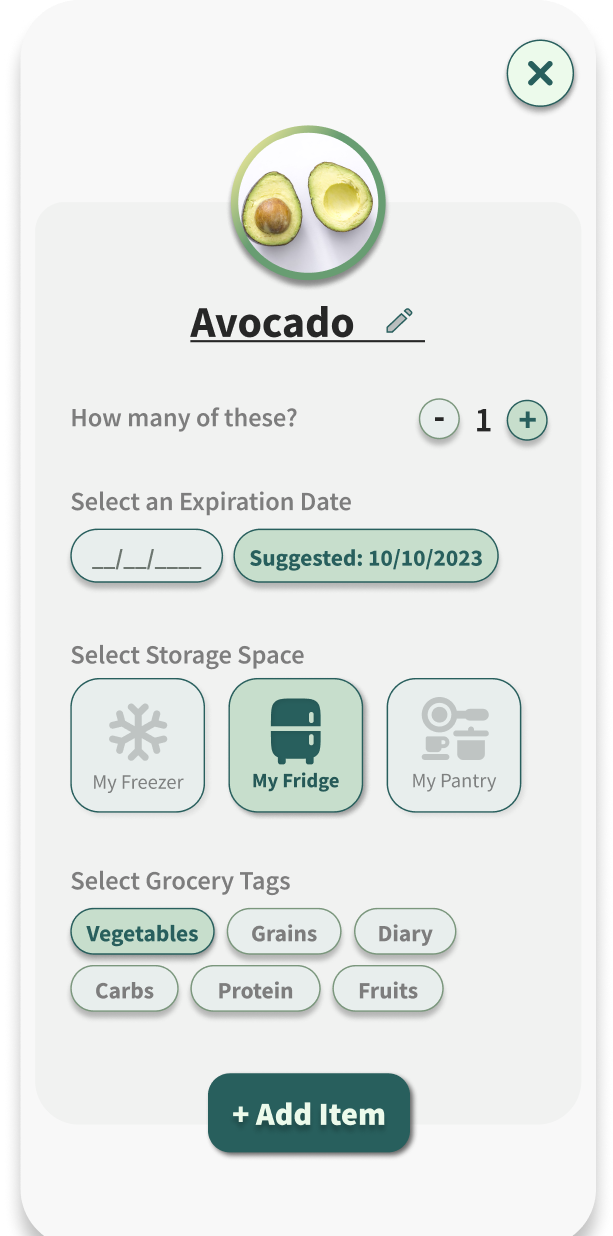 Avocado
How many of these?
- 1 +
Select an Expiration Date
__/__/____ Suggested: 10/10/2023
Select Storage Space
My Freezer My Fridge My Pantry
Select Grocery Tags
Vegetables Grains Diary
Carbs Protein Fruits
+ Add Item